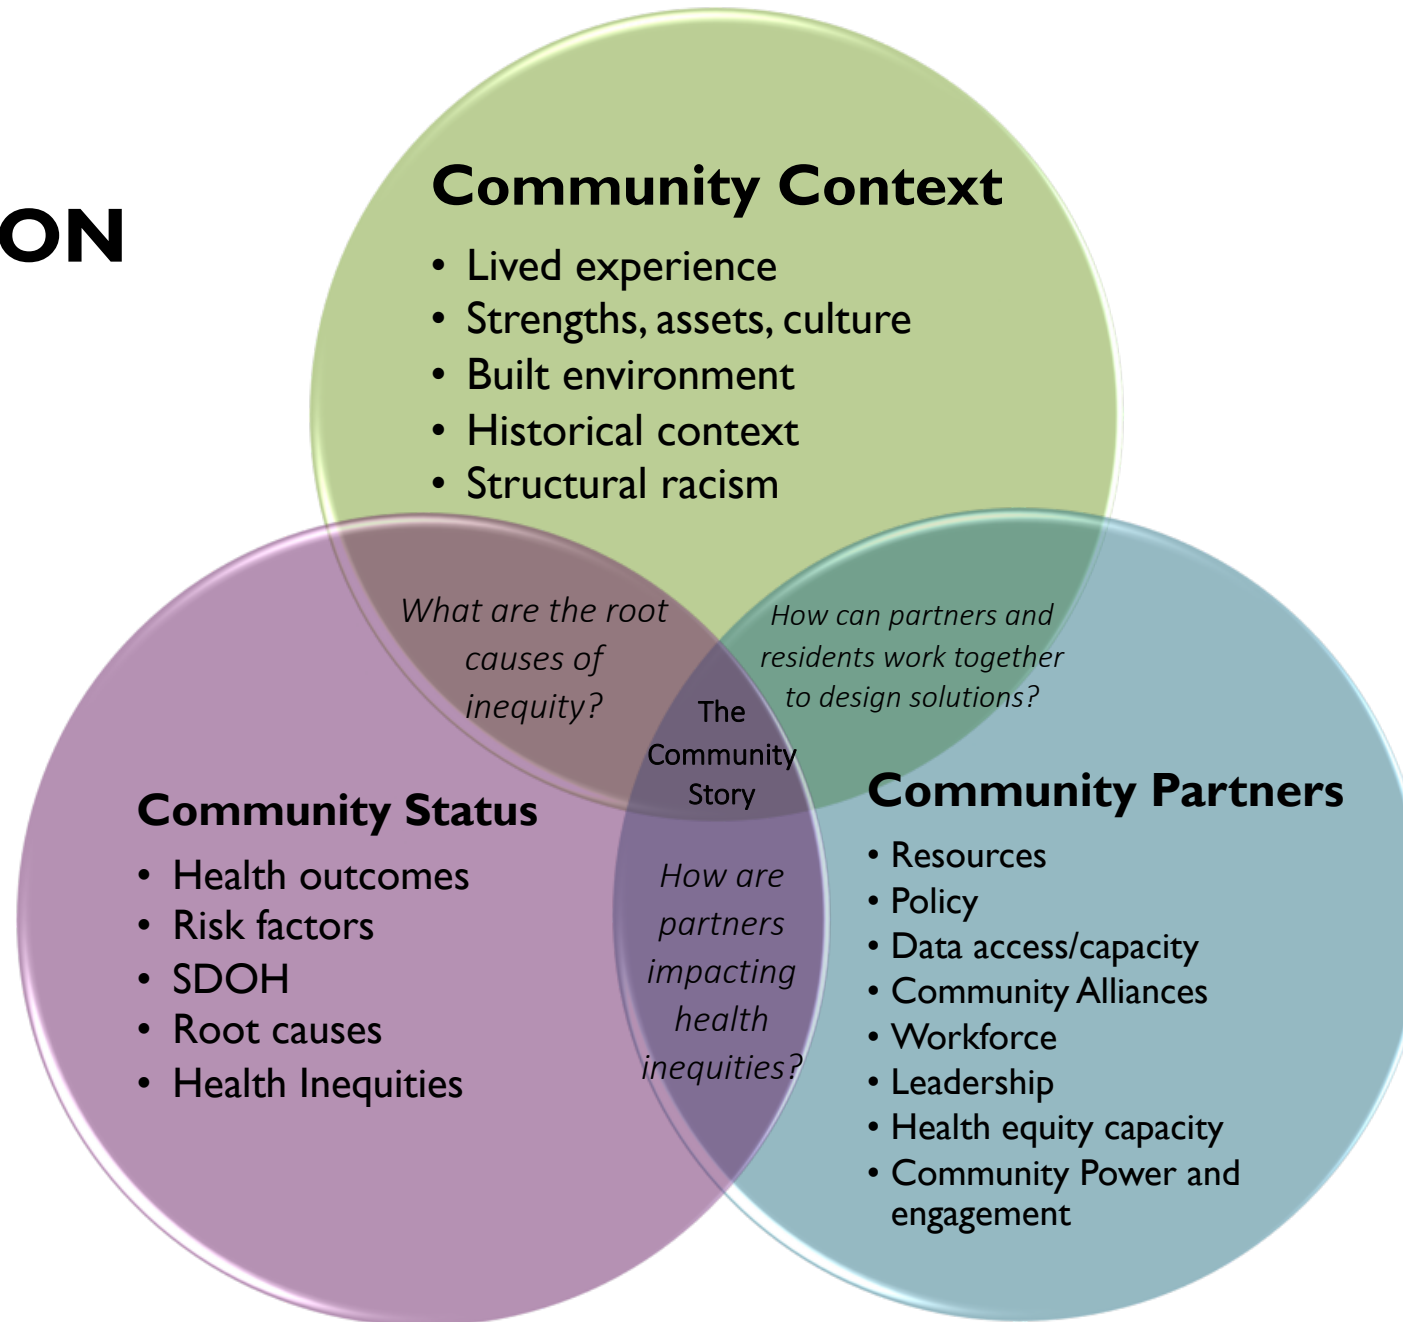 ON
Community Context
• Lived experience
• Strengths, assets, culture
• Built environment
• Historical context
• Structural racism
What are the root
causes of
inequity?
How can partners and
residents work together
to design solutions?
The
Community
Story
Community Status
• Health outcomes
• Risk factors
• SDOH
• Root causes
• Health Inequities
How are
partners
impacting
health
inequities?
Community Partners
• Resources
• Policy
• Data access/capacity
• Community Alliances
• Workforce
• Leadership
• Health equity capacity
• Community Power and
engagement